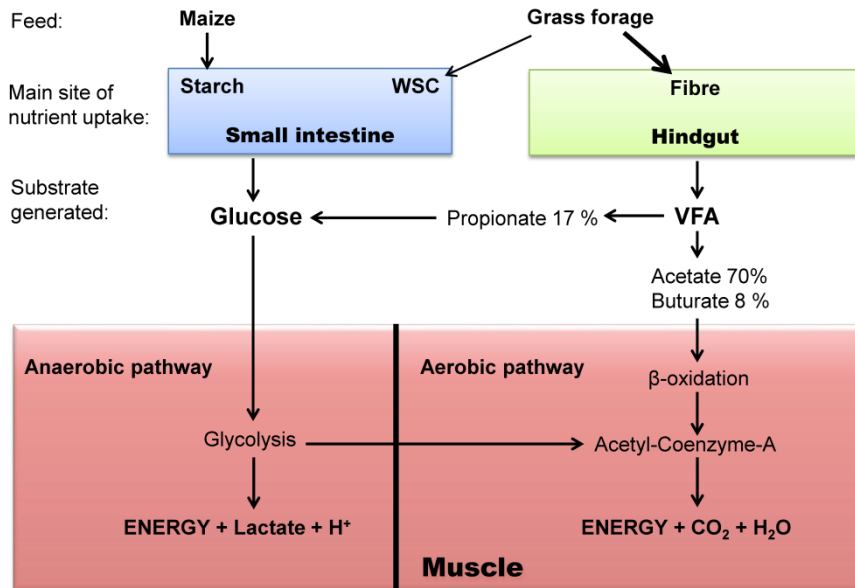 Feed:
Maize
Grass forage
Main site of
nutrient uptake:
Starch
WSC
Small intestine
Fibre
Hindgut
Substrate
generated:
Glucose
Propionate 17 %
VFA
Acetate 70%
Buturate 8 %
Anaerobic pathway
Aerobic pathway
β-oxidation
Glycolysis
Acetyl-Coenzyme-A
ENERGY + Lactate + H⁺
ENERGY + CO₂ + H₂O
Muscle